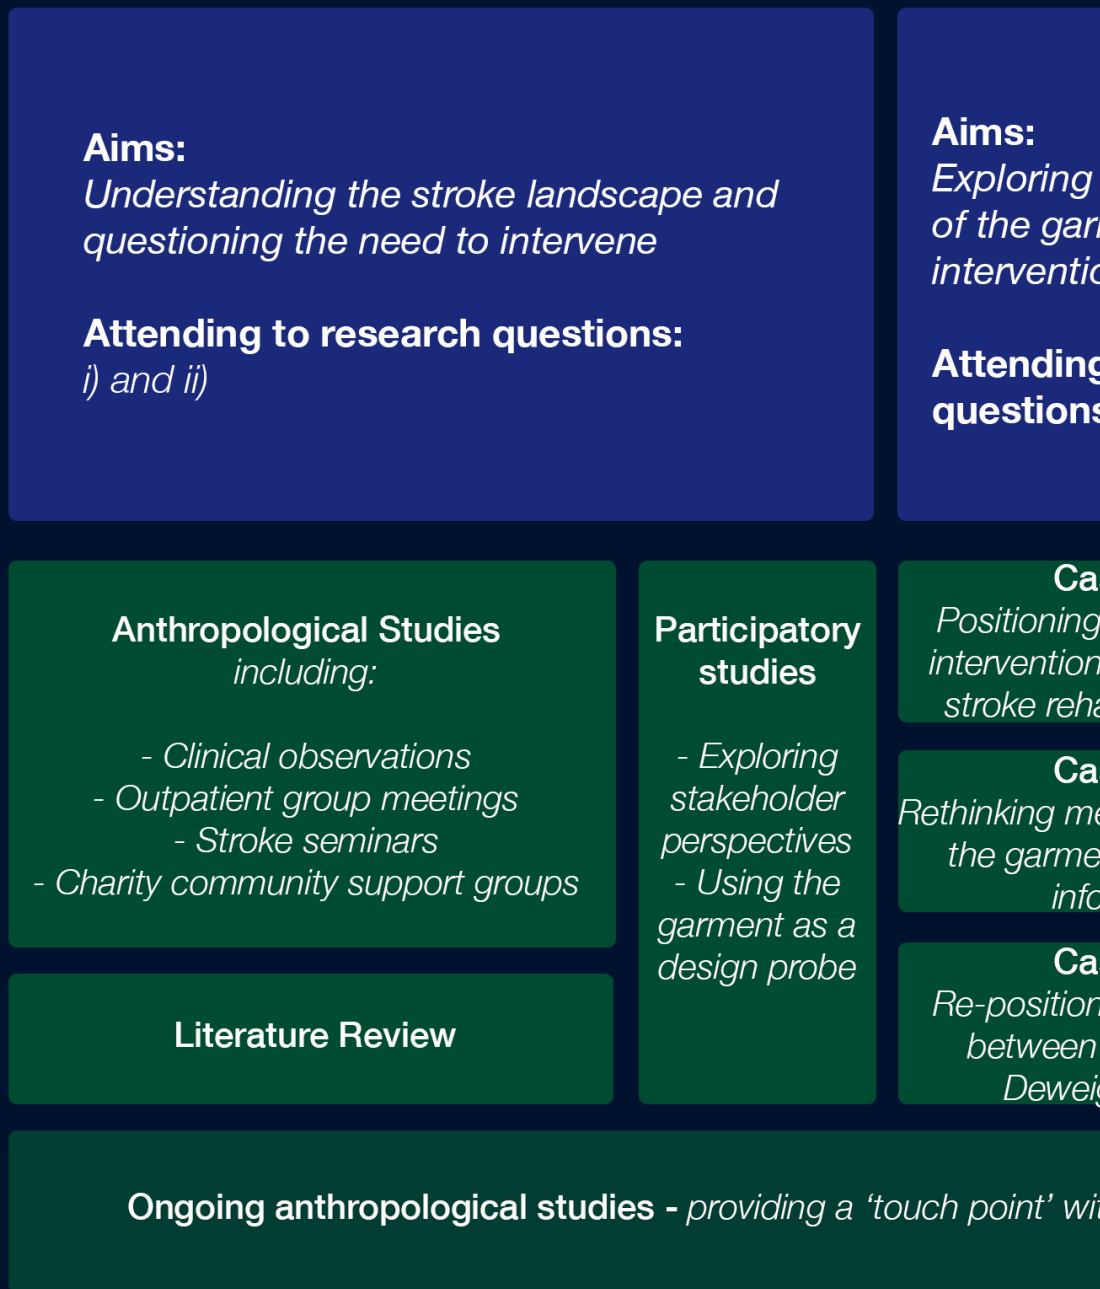 Aims:
Understanding the stroke landscape and
questioning the need to intervene
Attending to research questions:
i) and ii)
Aims:
Exploring
of the
Attending
Anthropological Studies
including:
- Clinical observations
- Outpatient group meetings
- Stroke seminars
- Charity community support groups
Literature Review
Participatory
studies
- Exploring
stakeholder
perspectives
- Using the
garment as a
design probe
Positioning
stroke
Rethinking
the
between
Ongoing anthropological studies - providing a ‘touch point’